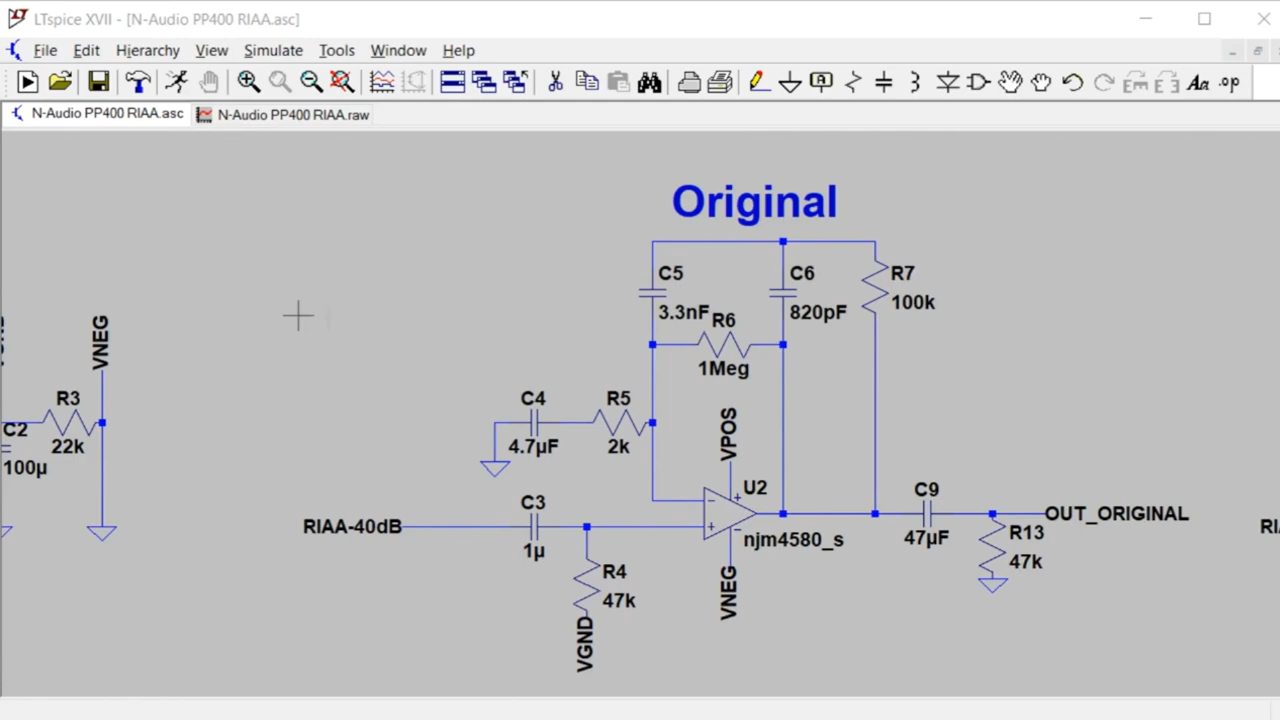 LTspice XVII - [N-Audio PP400 RIAA.asc]
File Edit Hierarchy View Simulate Tools Window Help
Aa .op
N-Audio PP400 RIAA.asc N-Audio PP400 RIAA.raw
Original
C5
3.3nF
C6
820pF
R7
100k
R6
1Meg
VNEG
R3
22k
C2
100µ
C4
4.7µF
R5
2k
VPOS
U2
njm4580_s
VNEG
RIAA-40dB
C3
1µ
R4
47k
VGND
C9
47µF
OUT_ORIGINAL
R13
47k